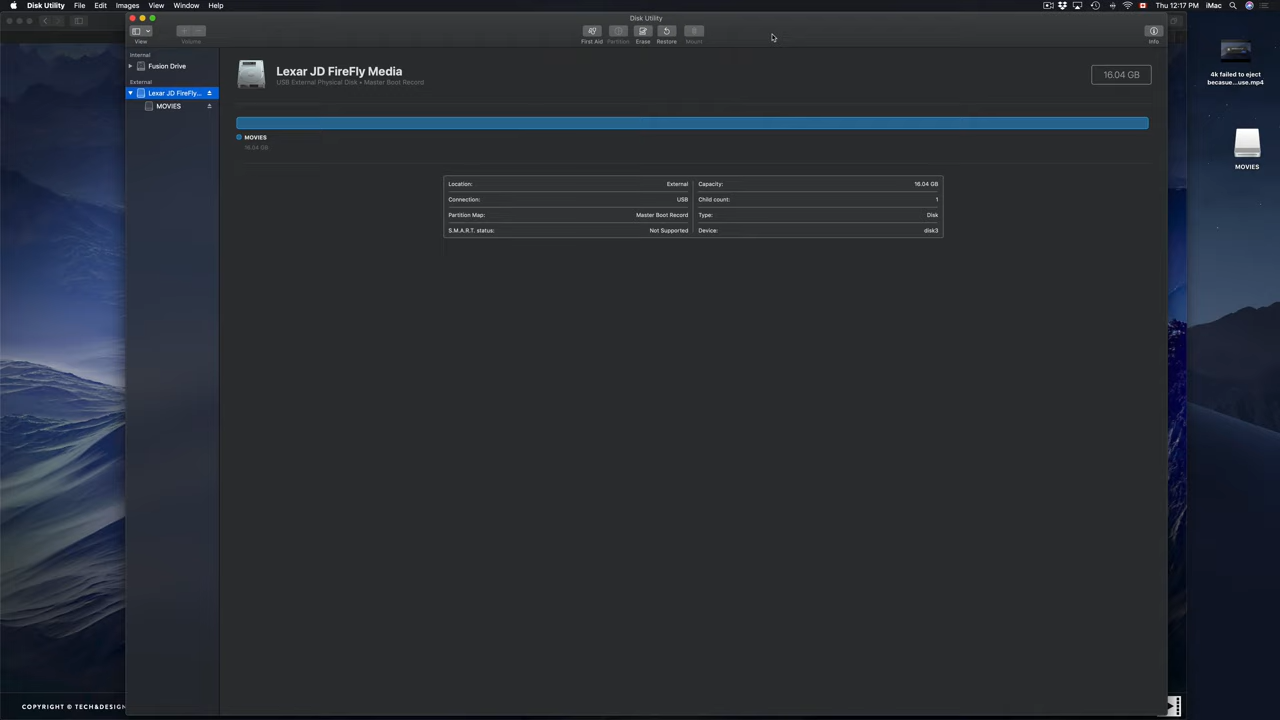 Disk Utility File Edit Images View Window Help Thu 12:17 PM iMac
Disk Utility
View Volume First Aid Partition Erase Restore Mount Info
Internal
Fusion Drive
External
Lexar JD FireFly...
MOVIES
Lexar JD FireFly Media
USB External Physical Disk • Master Boot Record
16.04 GB
MOVIES
16.04 GB
Location: External Capacity: 16.04 GB
Connection: USB Child count: 1
Partition Map: Master Boot Record Type: Disk
S.M.A.R.T. status: Not Supported Device: disk3
4k failed to eject
becasue...use.mp4
MOVIES
COPYRIGHT © TECH&DESIGN